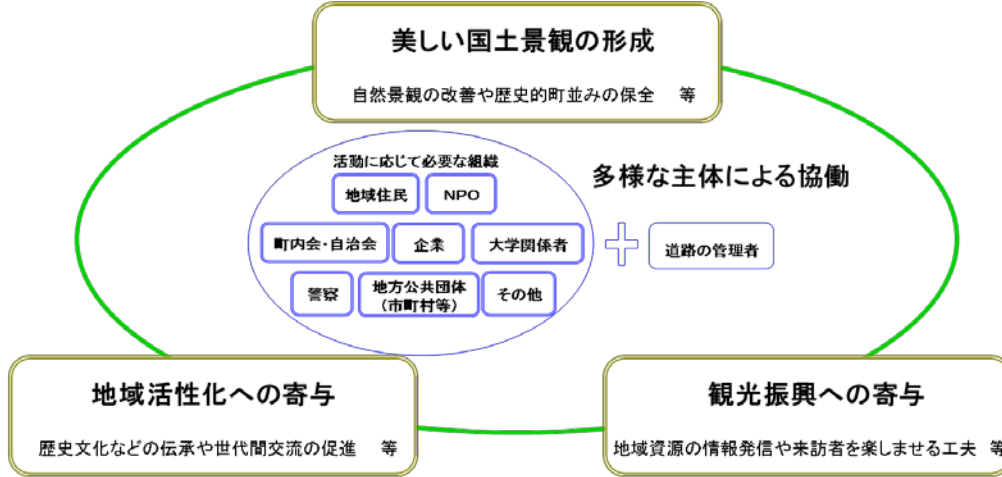 美しい国土景観の形成
自然景観の改善や歴史的町並みの保全 等
活動に応じて必要な組織
地域住民
NPO
多様な主体による協働
町内会・自治会
企業
大学関係者
道路の管理者
警察
地方公共団体
（市町村等）
その他
地域活性化への寄与
歴史文化などの伝承や世代間交流の促進 等
観光振興への寄与
地域資源の情報発信や来訪者を楽しませる工夫 等